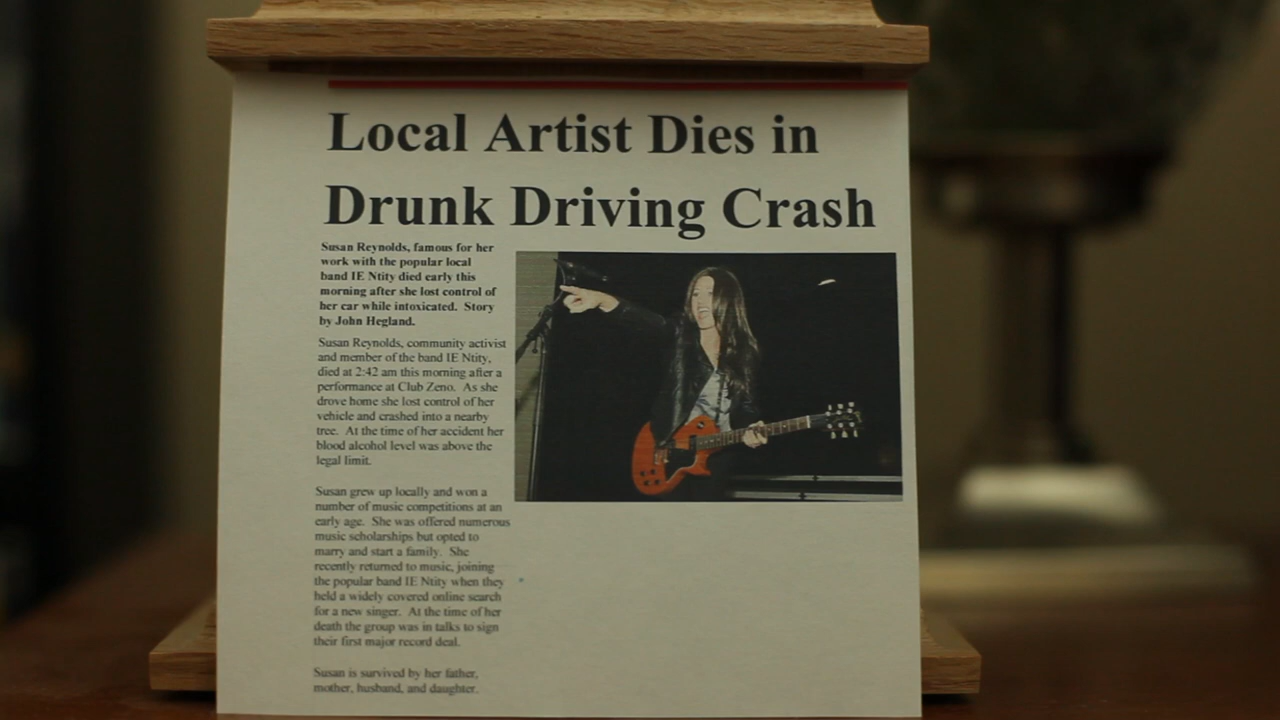 Local Artist Dies in
Drunk Driving Crash
Susan Reynolds, famous for her
work with the popular local
band IE Ntity died early this
morning after she lost control of
her car while intoxicated.  Story
by John Hegland.
Susan Reynolds, community activist
and member of the band IE Ntity,
died at 2:42 am this morning after a
performance at Club Zeno.  As she
drove home she lost control of her
vehicle and crashed into a nearby
tree.  At the time of her accident her
blood alcohol level was above the
legal limit.
Susan grew up locally and won a
number of music competitions at an
early age.  She was offered numerous
music scholarships but opted to
marry and start a family.  She
recently returned to music, joining
the popular band IE Ntity when they
held a widely covered online search
for a new singer.  At the time of her
death the group was in talks to sign
their first major record deal.
Susan is survived by her father,
mother, husband, and daughter.